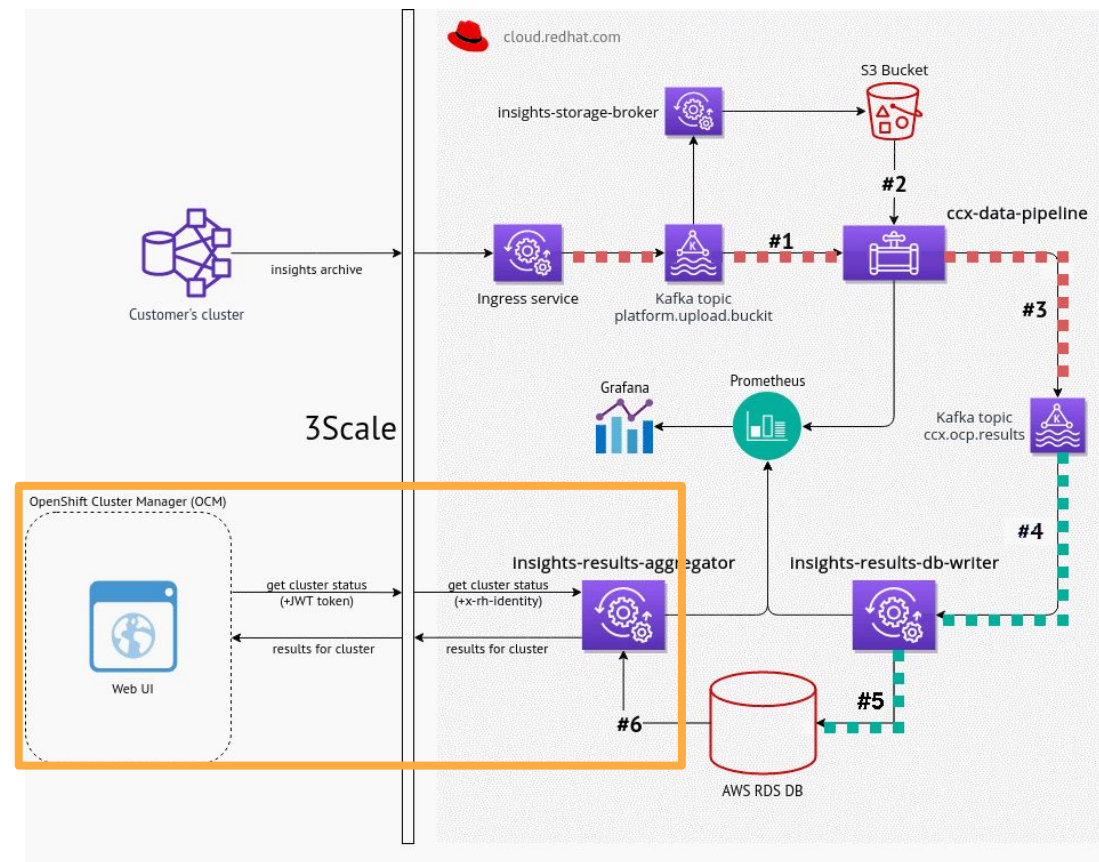 cloud.redhat.com
S3 Bucket
insights-storage-broker
#2
ccx-data-pipeline
#1
insights archive
Ingress service
Kafka topic
platform.upload.buckit
Customer's cluster
#3
Prometheus
Grafana
Kafka topic
ccx.ocp.results
3Scale
OpenShift Cluster Manager (OCM)
#4
insights-results-aggregator
insights-results-db-writer
get cluster status
(+JWT token)
get cluster status
(+x-rh-identity)
results for cluster
results for cluster
Web UI
#5
#6
AWS RDS DB